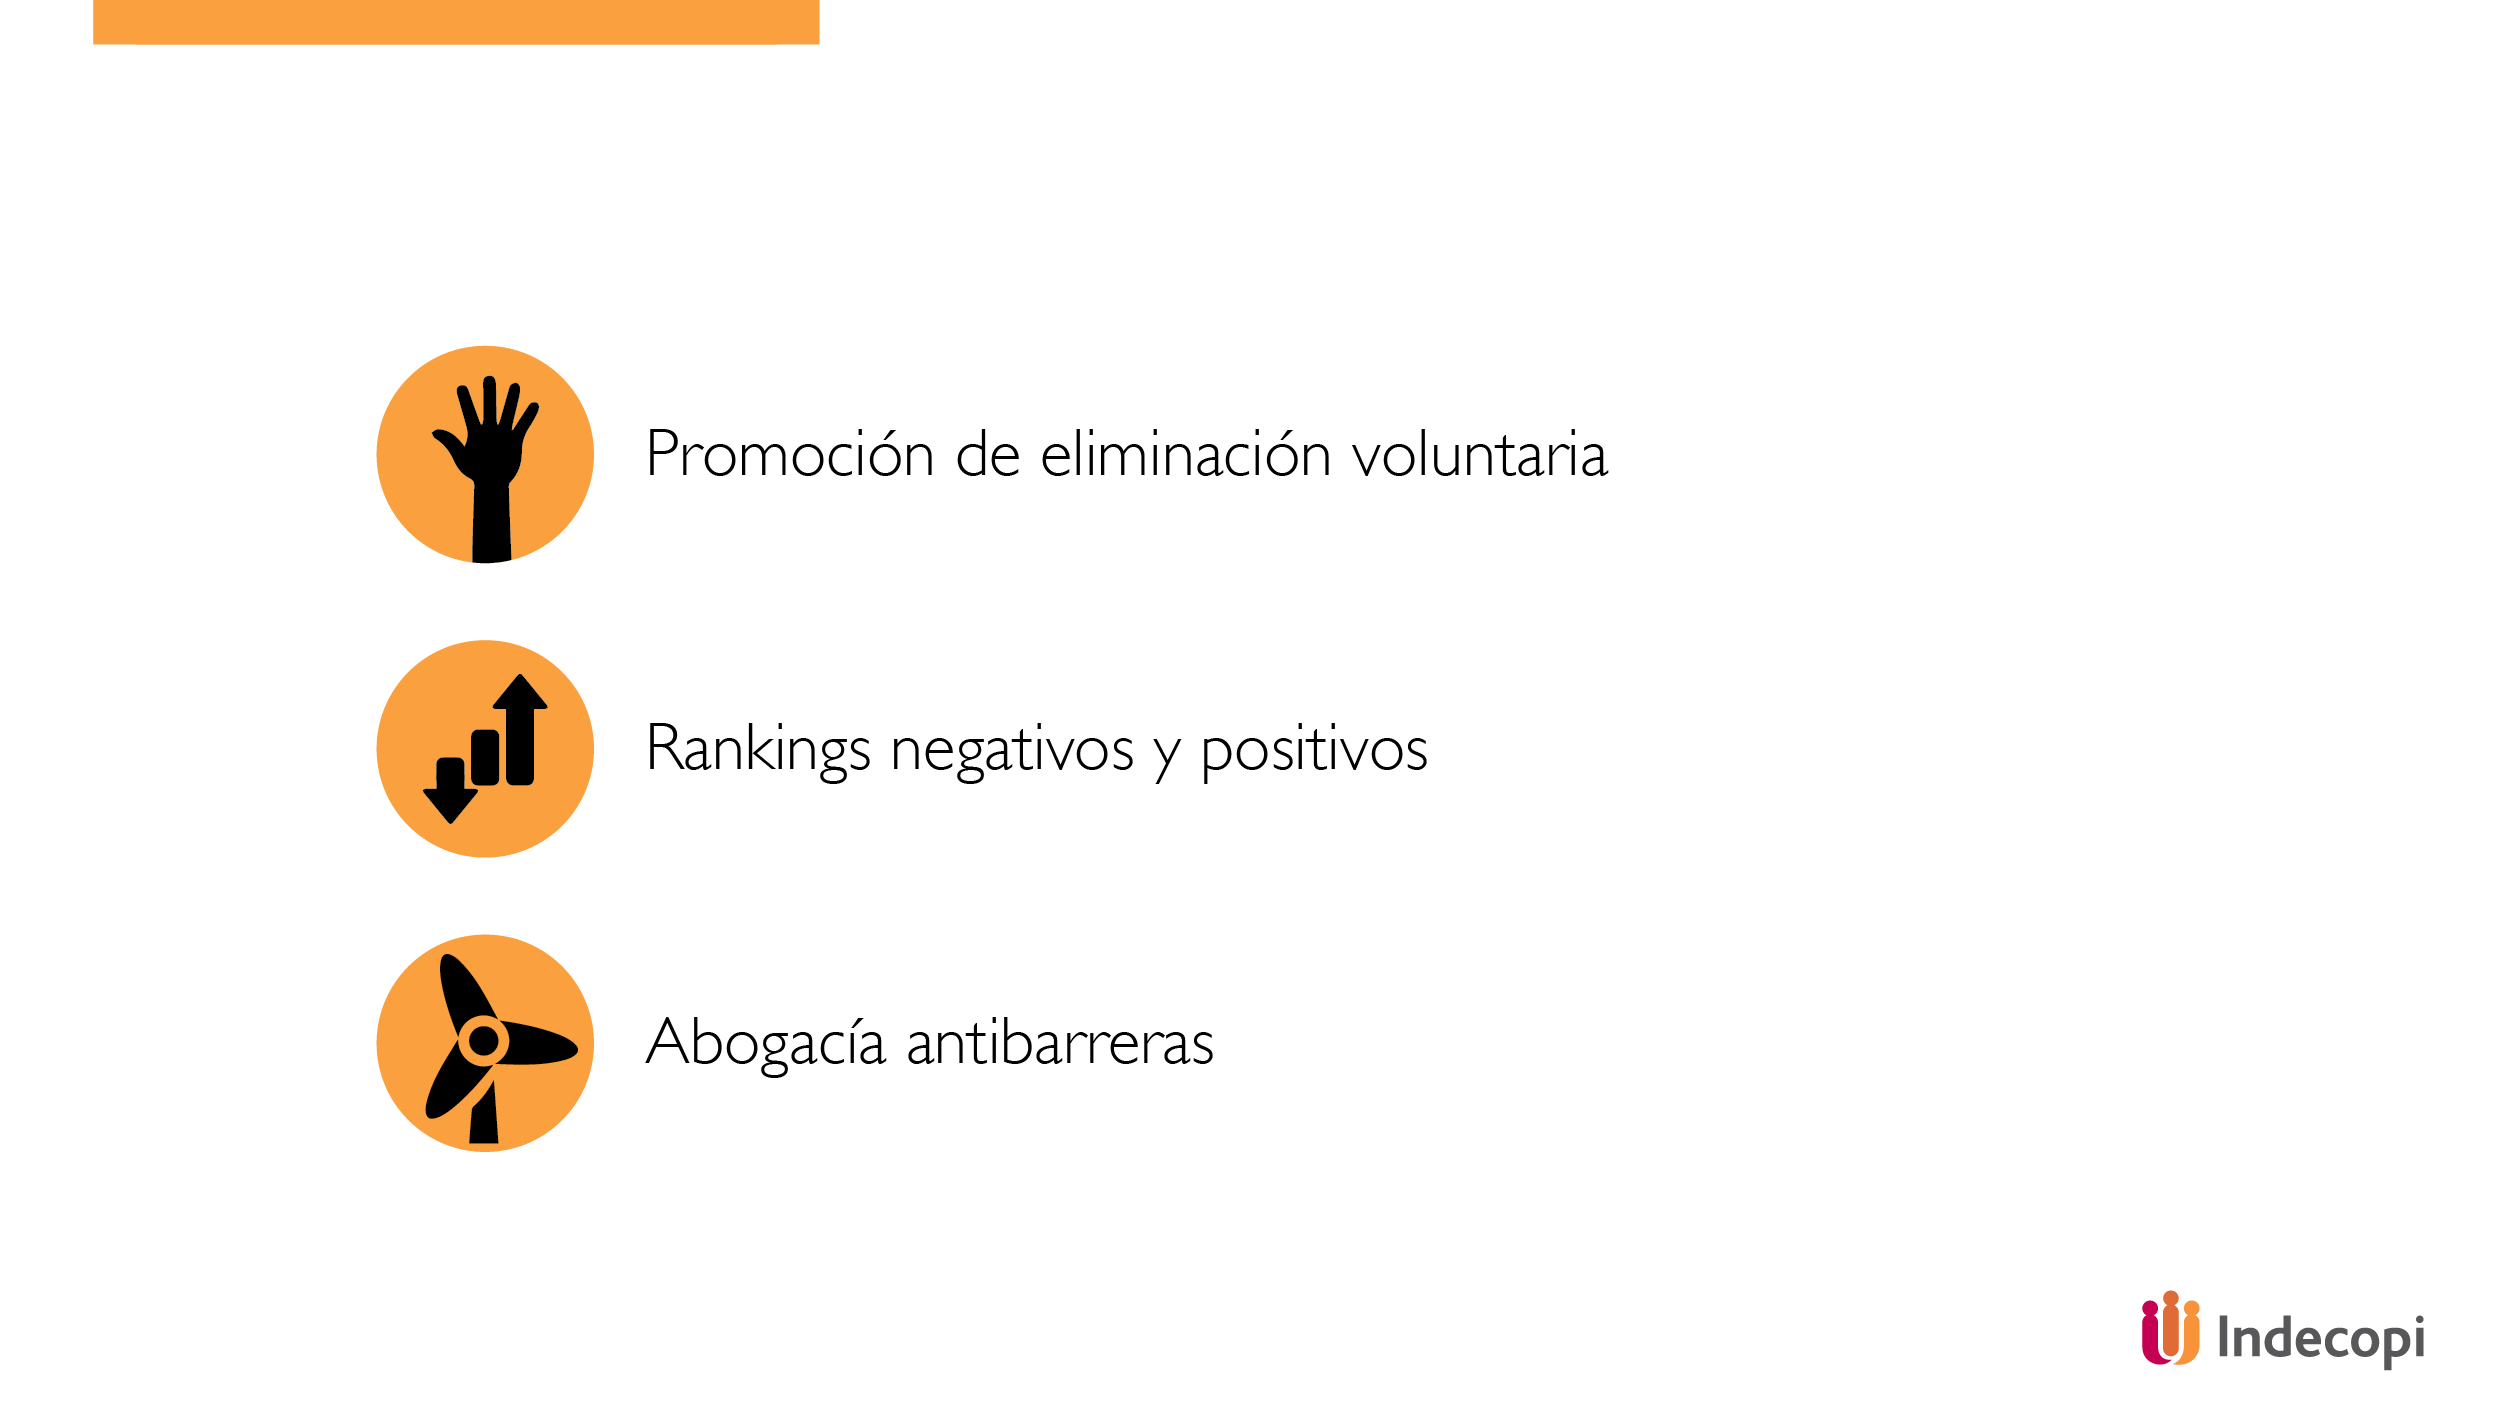 Promoción de eliminación voluntaria
Rankings negativos y positivos
Abogacía antibarreras
Indecopi